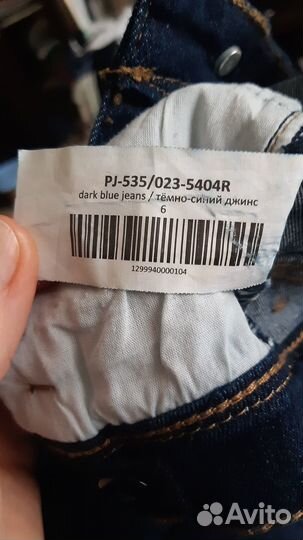 PJ-535/023-5404R
dark blue jeans / тёмно-синий джинс
6
1299940000104
Avito